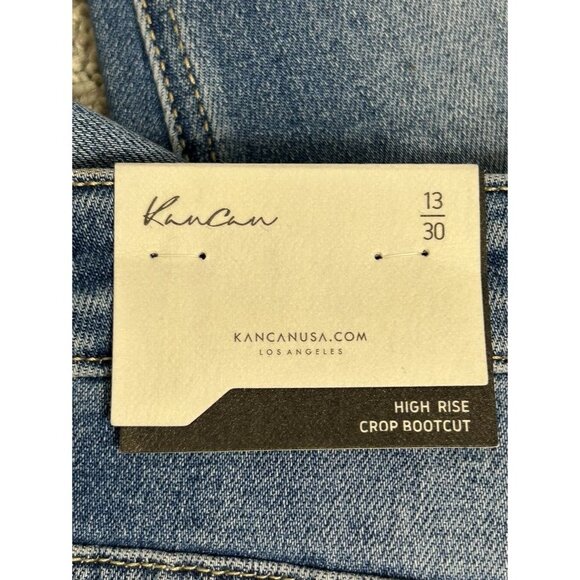 KanCan
13
30
KANCANUSA.COM
LOS ANGELES
HIGH RISE
CROP BOOTCUT